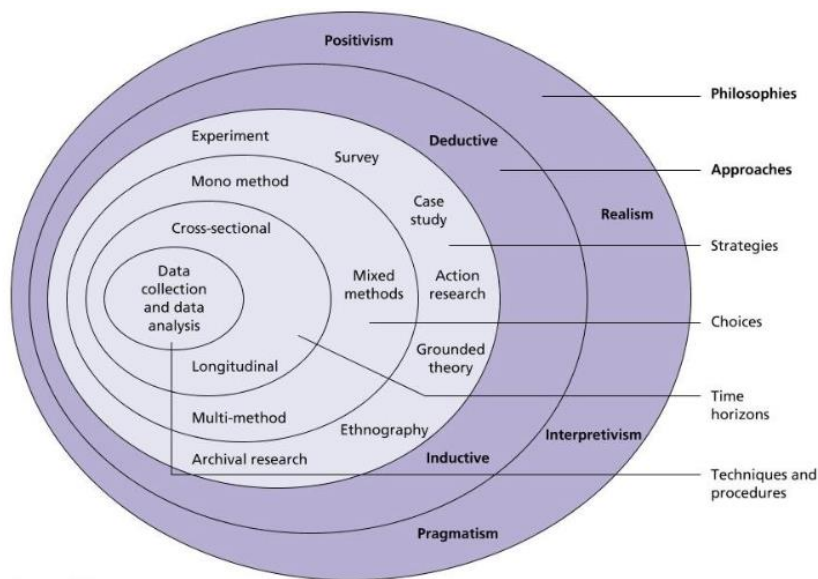 Positivism
Philosophies
Experiment
Deductive
Survey
Approaches
Mono method
Case
study
Realism
Cross-sectional
Strategies
Data
collection
and data
analysis
Mixed
methods
Action
research
Choices
Longitudinal
Grounded
theory
Time
horizons
Multi-method
Ethnography
Interpretivism
Archival research
Inductive
Techniques and
procedures
Pragmatism